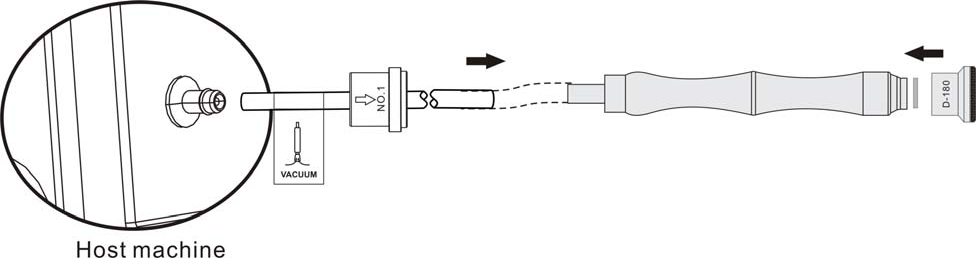 NO.1
D-180
VACUUM
Host machine